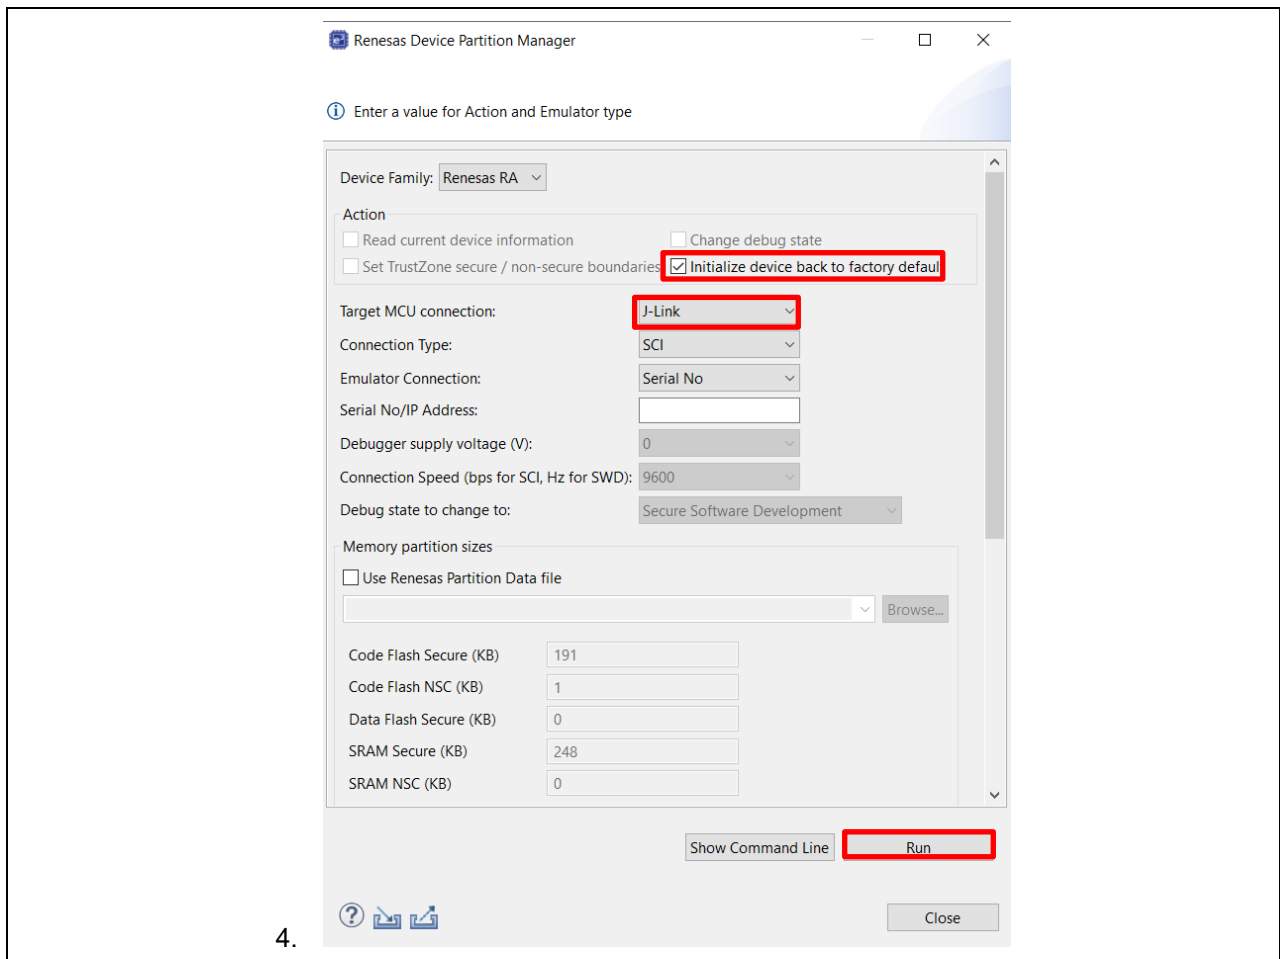 Renesas Device Partition Manager
Enter a value for Action and Emulator type
Device Family: Renesas RA
Action
Read current device information Change debug state
Set TrustZone secure / non-secure boundaries Initialize device back to factory defaul
Target MCU connection: J-Link
Connection Type: SCI
Emulator Connection: Serial No
Serial No/IP Address:
Debugger supply voltage (V): 0
Connection Speed (bps for SCI, Hz for SWD): 9600
Debug state to change to: Secure Software Development
Memory partition sizes
Use Renesas Partition Data file
Browse...
Code Flash Secure (KB) 191
Code Flash NSC (KB) 1
Data Flash Secure (KB) 0
SRAM Secure (KB) 248
SRAM NSC (KB) 0
Show Command Line Run
Close
4.